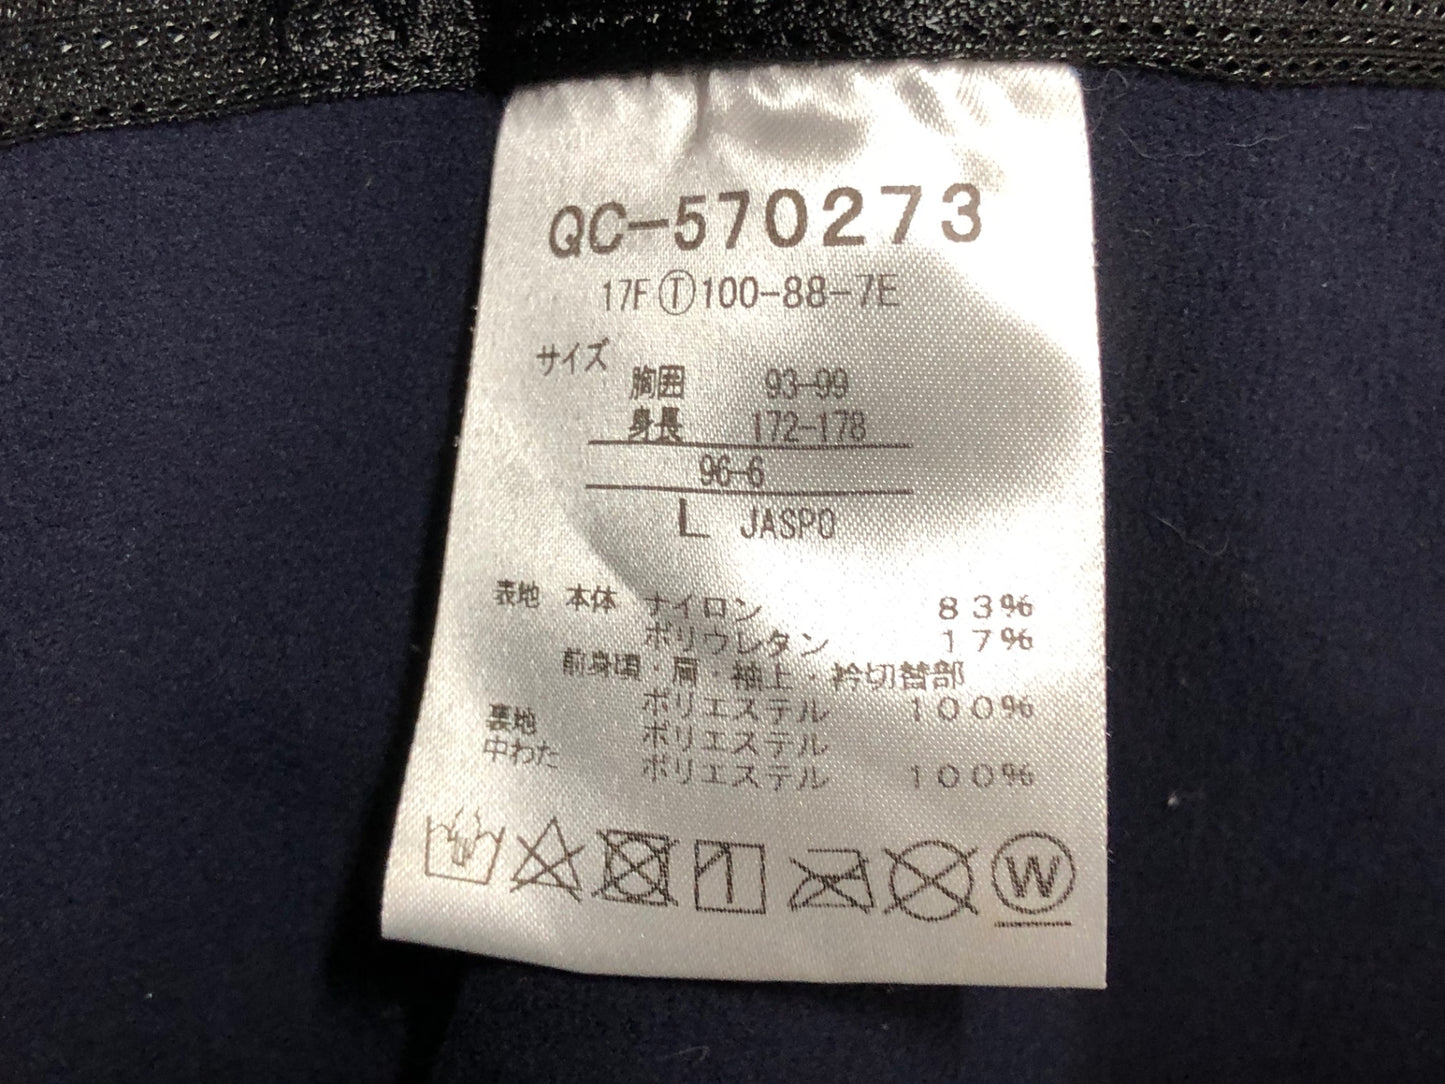 QC-570273
17FⓉ100-88-7E
サイズ
胸囲 93-99
身長 172-178
96-6
L JASPO
表地 本体 ナイロン 83%
ポリウレタン 17%
前身頃・肩・袖上・衿切替部
ポリエステル 100%
裏地 ポリエステル
中わた ポリエステル 100%
W